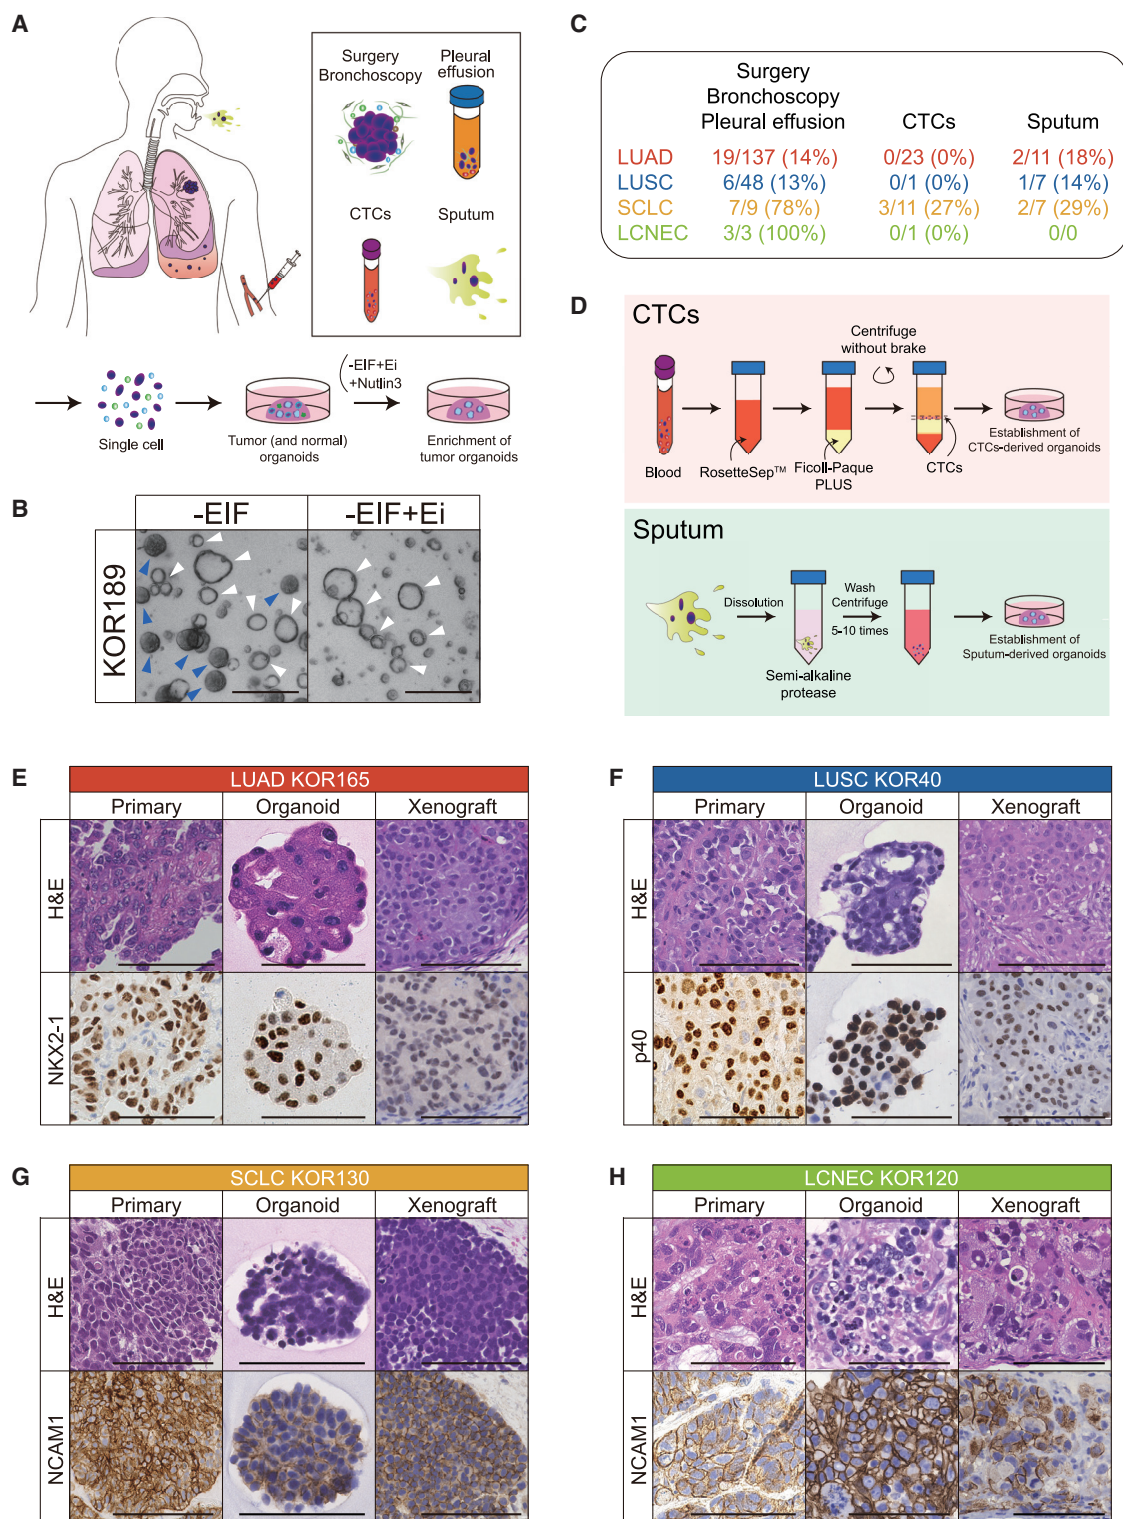 A
Surgery
Bronchoscopy
Pleural
effusion
CTCs
Sputum
-EIF+Ei
+Nutlin3
Single cell
Tumor (and normal)
organoids
Enrichment of
tumor organoids
B
-EIF
-EIF+Ei
KOR189
C
Surgery
Bronchoscopy
Pleural effusion CTCs Sputum
LUAD 19/137 (14%) 0/23 (0%) 2/11 (18%)
LUSC 6/48 (13%) 0/1 (0%) 1/7 (14%)
SCLC 7/9 (78%) 3/11 (27%) 2/7 (29%)
LCNEC 3/3 (100%) 0/1 (0%) 0/0
D
CTCs
Centrifuge
without brake
Blood
RosetteSep™
Ficoll-Paque
PLUS
CTCs
Establishment of
CTCs-derived organoids
Sputum
Dissolution
Wash
Centrifuge
5-10 times
Semi-alkaline
protease
Establishment of
Sputum-derived organoids
E
LUAD KOR165
Primary Organoid Xenograft
H&E
NKX2-1
F
LUSC KOR40
Primary Organoid Xenograft
H&E
p40
G
SCLC KOR130
Primary Organoid Xenograft
H&E
NCAM1
H
LCNEC KOR120
Primary Organoid Xenograft
H&E
NCAM1